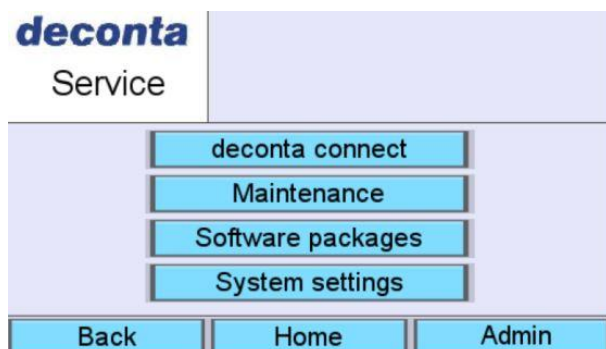 deconta
Service
deconta connect
Maintenance
Software packages
System settings
Back Home Admin